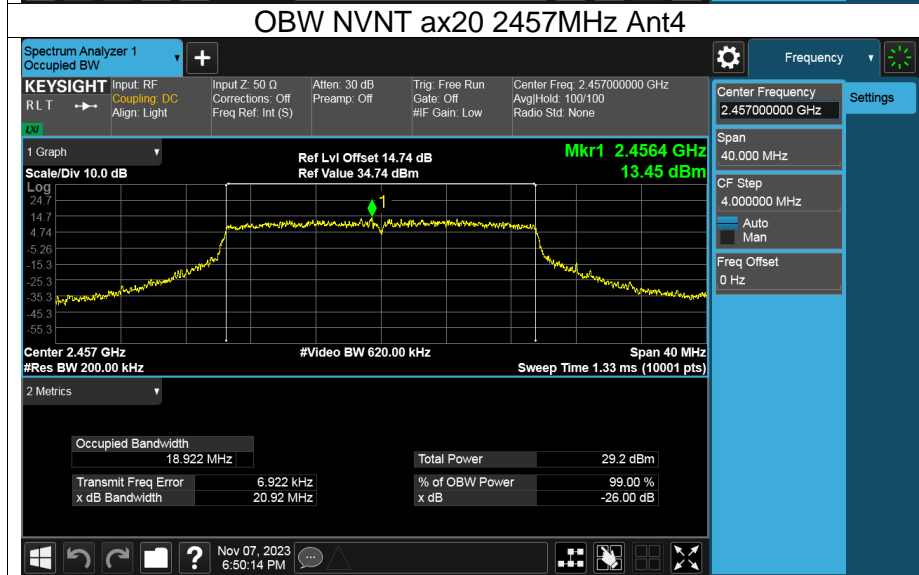 OBW NVNT ax20 2457MHz Ant4
Spectrum Analyzer 1
Occupied BW
+
Frequency
KEYSIGHT
RLT
LXI
Input: RF
Coupling: DC
Align: Light
Input Z: 50 Ω
Corrections: Off
Freq Ref: Int (S)
Atten: 30 dB
Preamp: Off
Trig: Free Run
Gate: Off
#IF Gain: Low
Center Freq: 2.457000000 GHz
Avg|Hold: 100/100
Radio Std: None
Center Frequency
2.457000000 GHz
Settings
Span
40.000 MHz
CF Step
4.000000 MHz
Auto
Man
Freq Offset
0 Hz
1 Graph
Scale/Div 10.0 dB
Ref Lvl Offset 14.74 dB
Ref Value 34.74 dBm
Mkr1 2.4564 GHz
13.45 dBm
Log
24.7
14.7
4.74
-5.26
-15.3
-25.3
-35.3
-45.3
-55.3
1
Center 2.457 GHz
#Res BW 200.00 kHz
#Video BW 620.00 kHz
Span 40 MHz
Sweep Time 1.33 ms (10001 pts)
2 Metrics
Occupied Bandwidth
18.922 MHz
Total Power 29.2 dBm
Transmit Freq Error 6.922 kHz
% of OBW Power 99.00 %
x dB Bandwidth 20.92 MHz
x dB -26.00 dB
?
Nov 07, 2023
6:50:14 PM